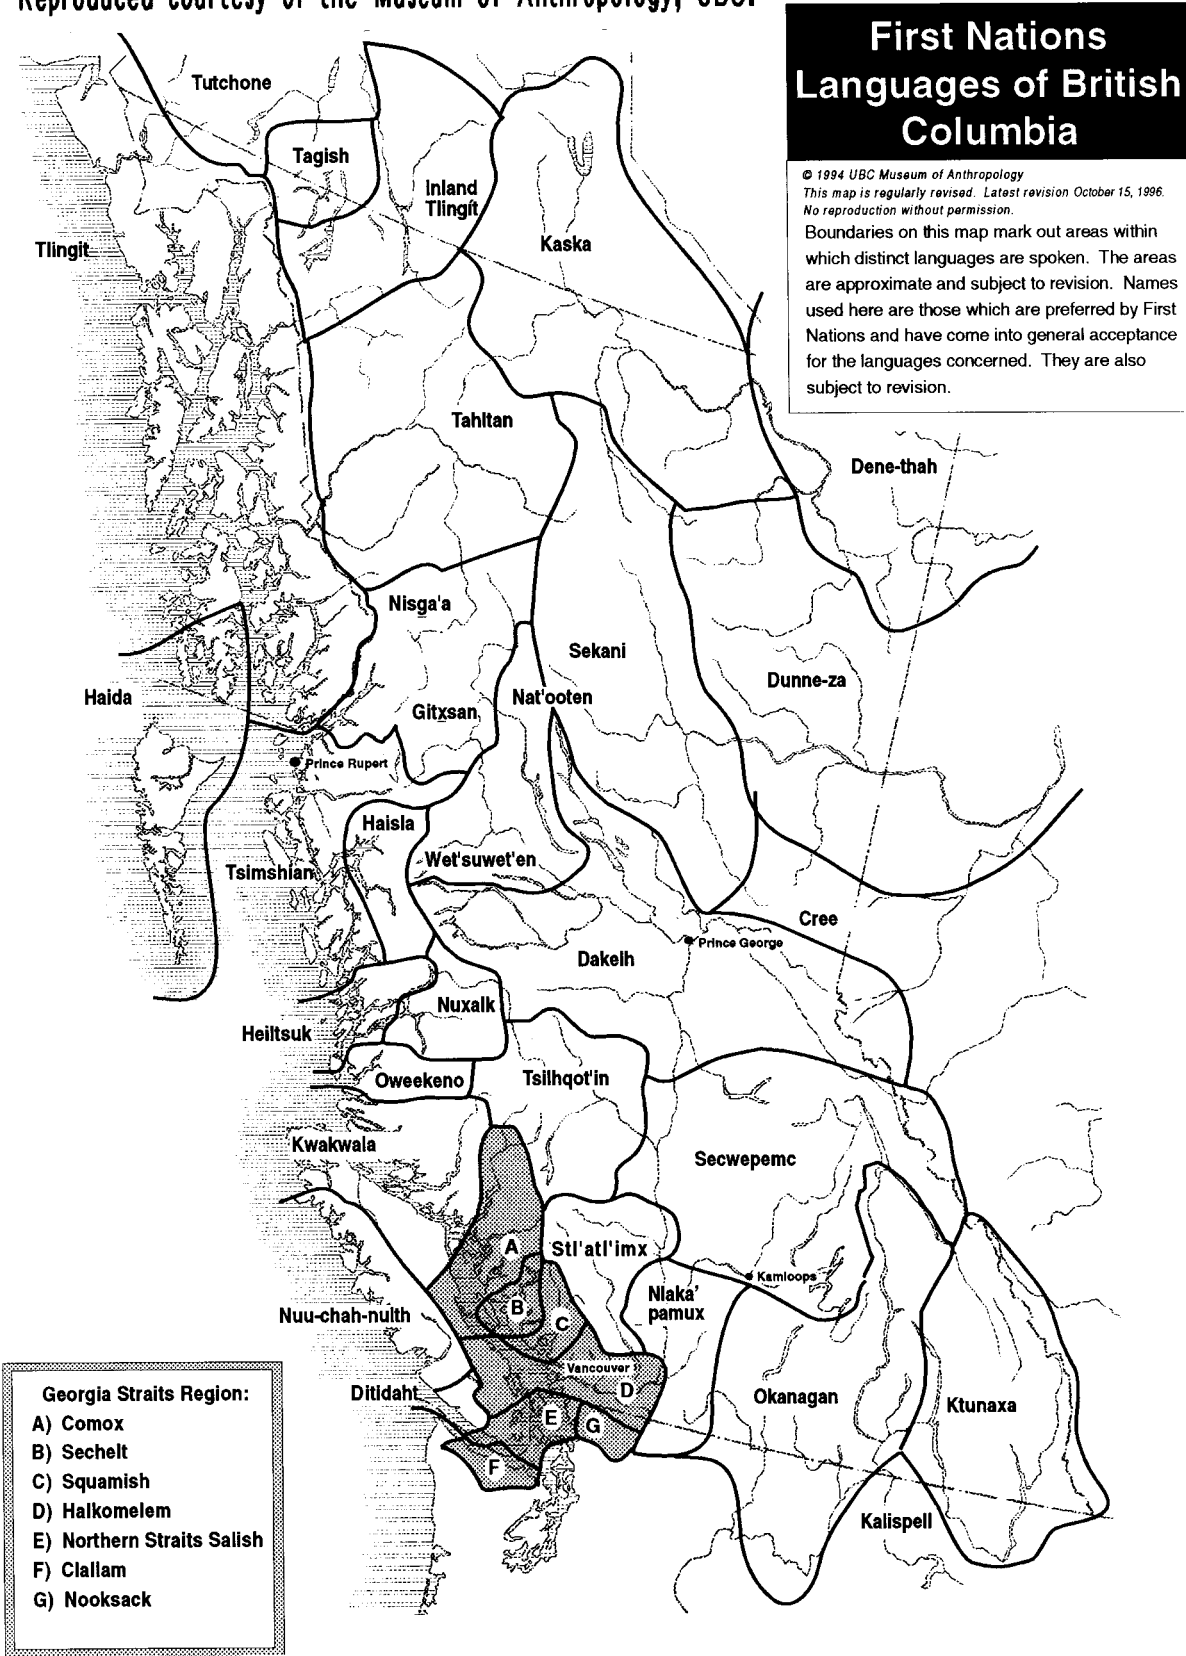 Reproduced courtesy of the Museum of Anthropology, UBC.
First Nations
Languages of British
Columbia
© 1994 UBC Museum of Anthropology
This map is regularly revised. Latest revision October 15, 1996.
No reproduction without permission.
Boundaries on this map mark out areas within
which distinct languages are spoken. The areas
are approximate and subject to revision. Names
used here are those which are preferred by First
Nations and have come into general acceptance
for the languages concerned. They are also
subject to revision.
Tutchone
Tagish
Inland
Tlingit
Tlingit
Kaska
Tahltan
Dene-thah
Nisga'a
Sekani
Dunne-za
Haida
Nat'ooten
Gitxsan
Prince Rupert
Haisla
Wet'suwet'en
Tsimshian
Cree
Prince George
Dakelh
Nuxalk
Heiltsuk
Oweekeno
Tsilhqot'in
Kwakwala
Secwepemc
A
Stl'atl'imx
Kamloops
Nlaka'
pamux
B
C
Nuu-chah-nulth
Vancouver
D
Ditidaht
E
G
F
Okanagan
Ktunaxa
Kalispell
Georgia Straits Region:
A) Comox
B) Sechelt
C) Squamish
D) Halkomelem
E) Northern Straits Salish
F) Clallam
G) Nooksack